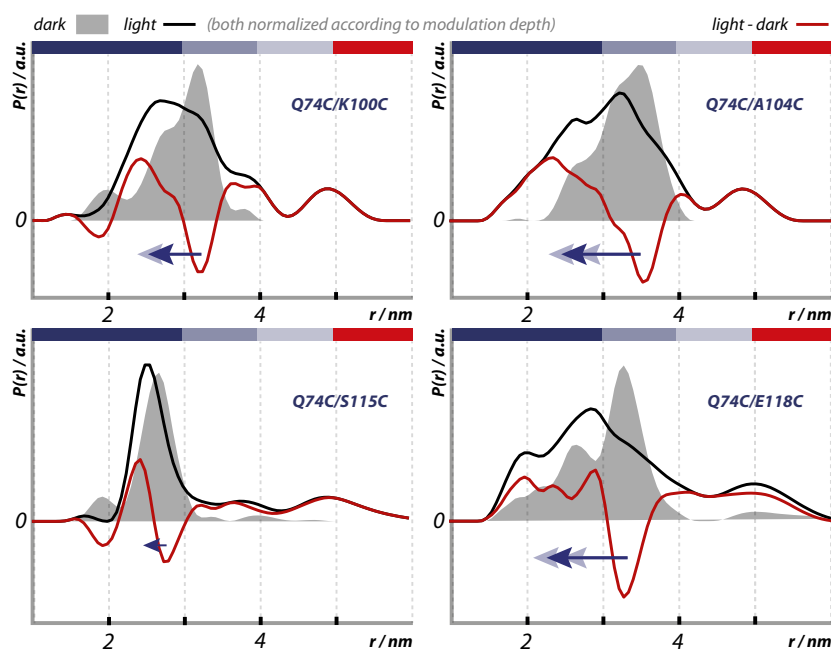 dark light (both normalized according to modulation depth) light - dark
P(r) / a.u. Q74C/K100C
0
2 4 r / nm
P(r) / a.u. Q74C/A104C
0
2 4 r / nm
P(r) / a.u. Q74C/S115C
0
2 4 r / nm
P(r) / a.u. Q74C/E118C
0
2 4 r / nm